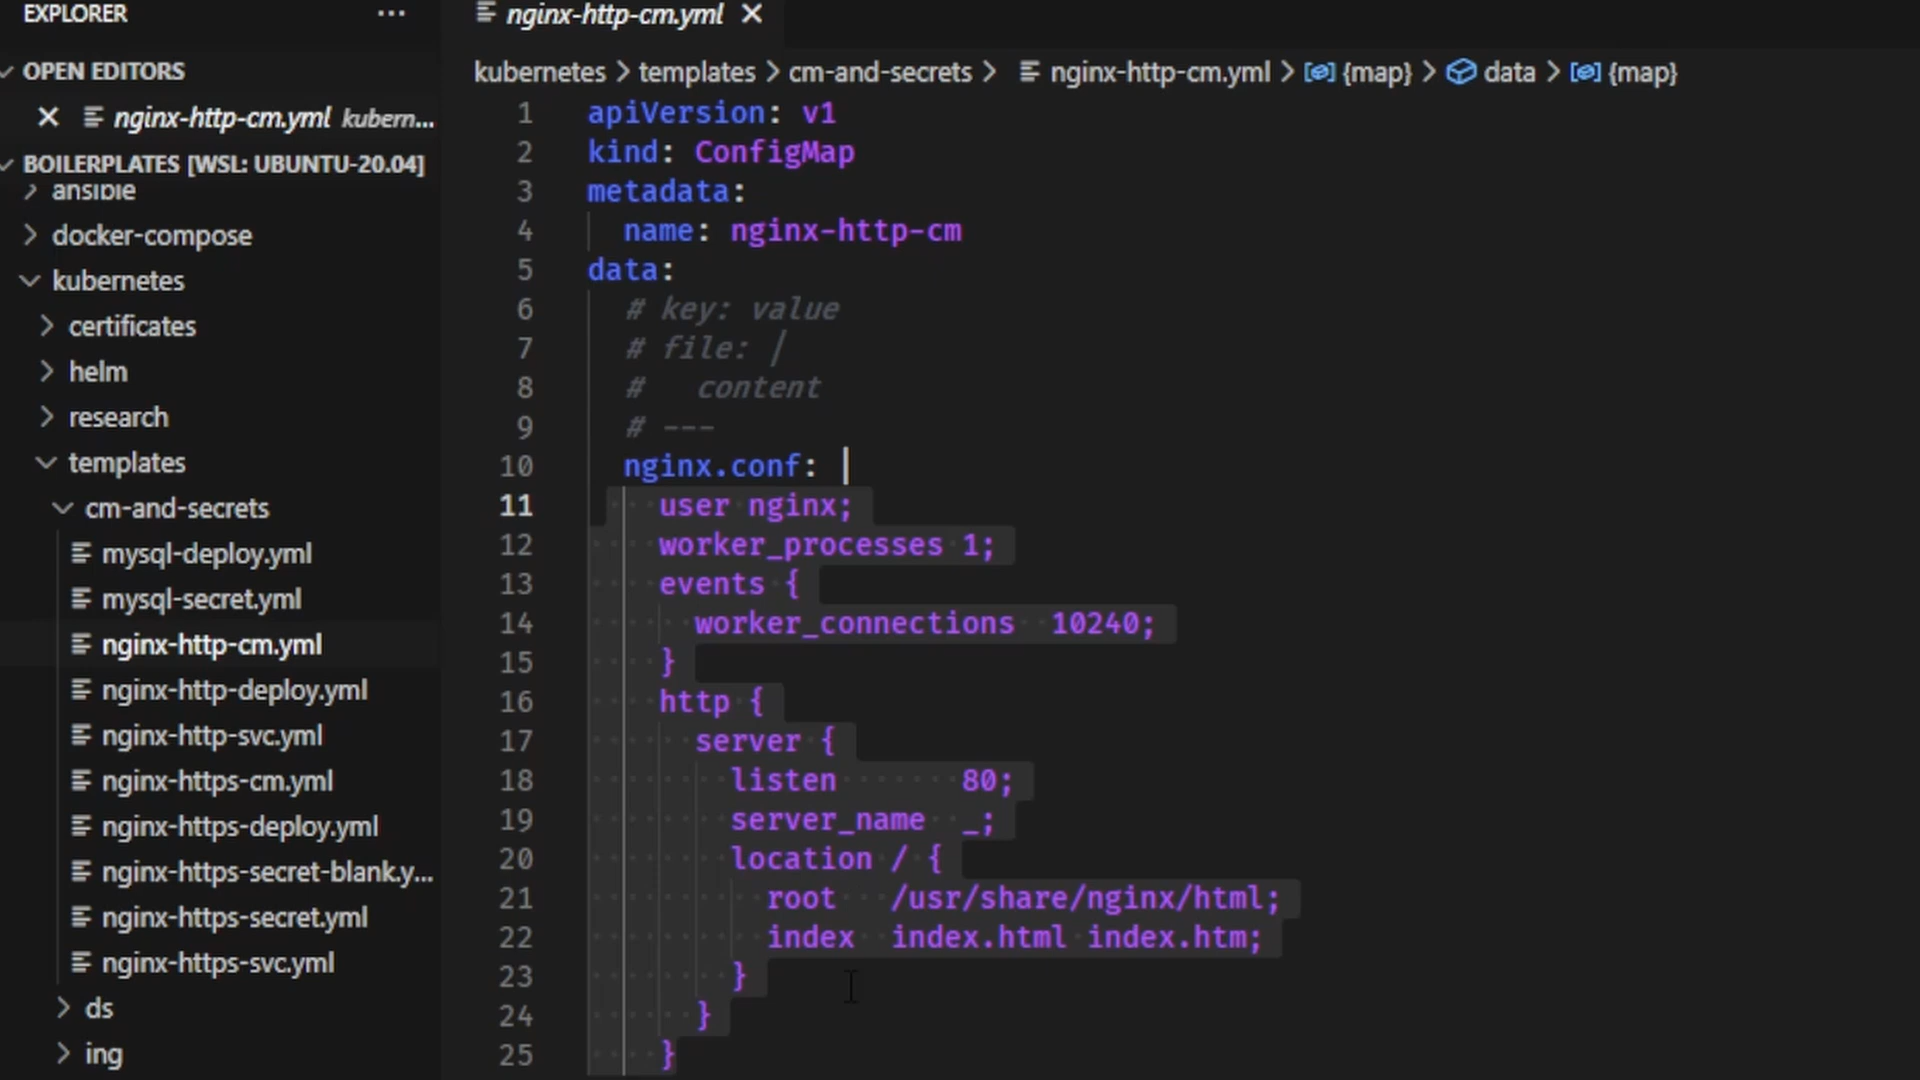 EXPLORER
OPEN EDITORS
nginx-http-cm.yml kubern...
BOILERPLATES [WSL: UBUNTU-20.04]
ansible
docker-compose
kubernetes
certificates
helm
research
templates
cm-and-secrets
mysql-deploy.yml
mysql-secret.yml
nginx-http-cm.yml
nginx-http-deploy.yml
nginx-http-svc.yml
nginx-https-cm.yml
nginx-https-deploy.yml
nginx-https-secret-blank.y...
nginx-https-secret.yml
nginx-https-svc.yml
ds
ing
nginx-http-cm.yml
kubernetes > templates > cm-and-secrets > nginx-http-cm.yml > {map} > data > {map}
1 apiVersion: v1
2 kind: ConfigMap
3 metadata:
4   name: nginx-http-cm
5 data:
6   # key: value
7   # file: |
8   #   content
9   # ---
10   nginx.conf: |
11     user nginx;
12     worker_processes 1;
13     events {
14       worker_connections  10240;
15     }
16     http {
17       server {
18         listen       80;
19         server_name  _;
20         location / {
21           root   /usr/share/nginx/html;
22           index  index.html index.htm;
23         }
24       }
25     }